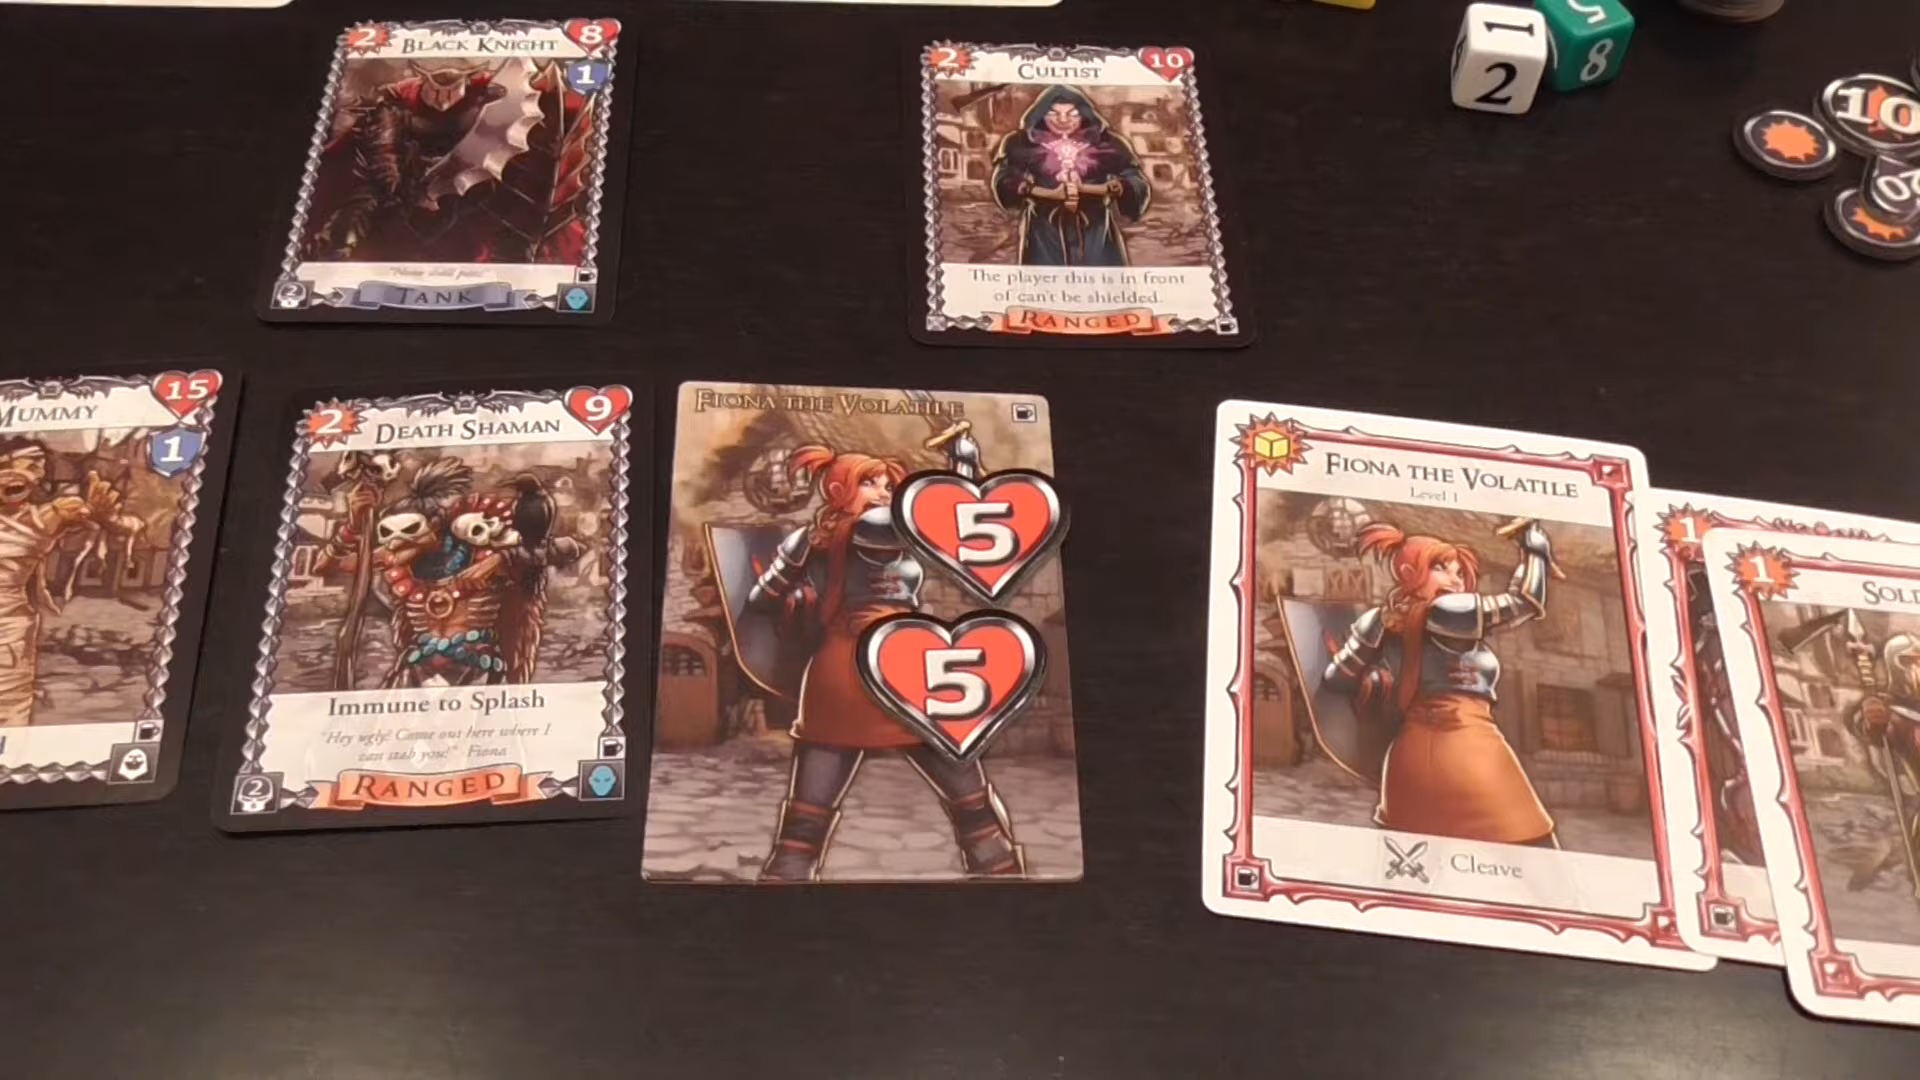 2
BLACK KNIGHT
8
1
TANK
2
2
CULTIST
10
The player this is in front
of can't be shielded.
RANGED
1
2
5
8
10
20
MUMMY
15
1
2
DEATH SHAMAN
9
Immune to Splash
"Hey ugly! Come out here where I
can stab you!" Fiona
RANGED
2
FIONA THE VOLATILE
5
5
FIONA THE VOLATILE
Level 1
: Cleave
1
1
SOLD